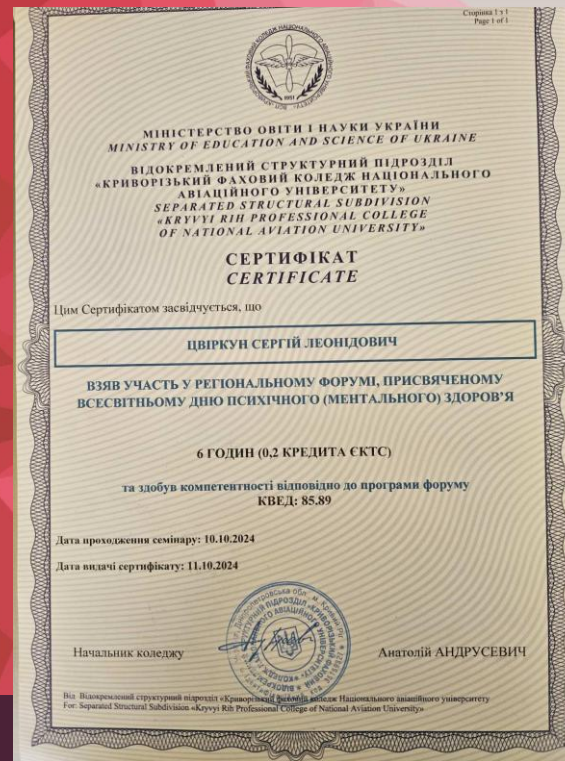 Сторінка 1 з 1
Page 1 of 1
1951
МІНІСТЕРСТВО ОСВІТИ І НАУКИ УКРАЇНИ
MINISTRY OF EDUCATION AND SCIENCE OF UKRAINE
ВІДОКРЕМЛЕНИЙ СТРУКТУРНИЙ ПІДРОЗДІЛ
«КРИВОРІЗЬКИЙ ФАХОВИЙ КОЛЕДЖ НАЦІОНАЛЬНОГО
АВІАЦІЙНОГО УНІВЕРСИТЕТУ»
SEPARATED STRUCTURAL SUBDIVISION
«KRYVYI RIH PROFESSIONAL COLLEGE
OF NATIONAL AVIATION UNIVERSITY»
СЕРТИФІКАТ
CERTIFICATE
Цим Сертифікатом засвідчується, що
ЦВІРКУН СЕРГІЙ ЛЕОНІДОВИЧ
ВЗЯВ УЧАСТЬ У РЕГІОНАЛЬНОМУ ФОРУМІ, ПРИСВЯЧЕНОМУ
ВСЕСВІТНЬОМУ ДНЮ ПСИХІЧНОГО (МЕНТАЛЬНОГО) ЗДОРОВ'Я
6 ГОДИН (0,2 КРЕДИТА ЄКТС)
та здобув компетентності відповідно до програми форуму
КВЕД: 85.89
Дата проходження семінару: 10.10.2024
Дата видачі сертифікату: 11.10.2024
Начальник коледжу
Анатолій АНДРУСЕВИЧ
Від Відокремлений структурний підрозділ «Криворізький фаховий коледж Національного авіаційного університету
For: Separated Structural Subdivision «Kryvyi Rih Professional College of National Aviation University»